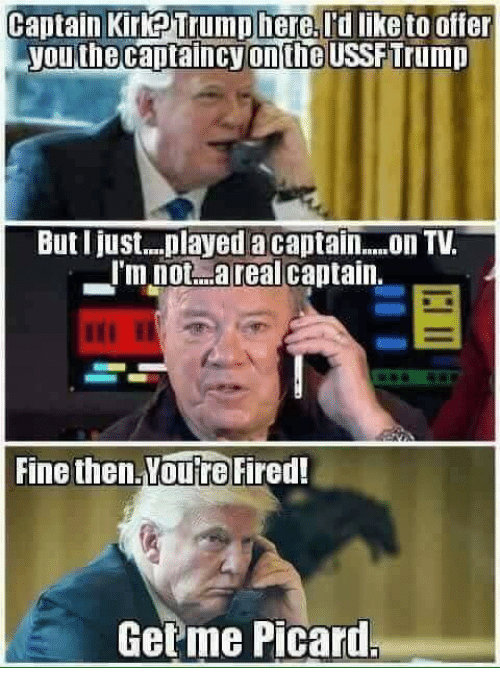 Captain Kirk? Trump here. I'd like to offer
you the captaincy on the USSF Trump
But I just....played a captain.....on TV.
I'm not.....a real captain.
Fine then. You're Fired!
Get me Picard.